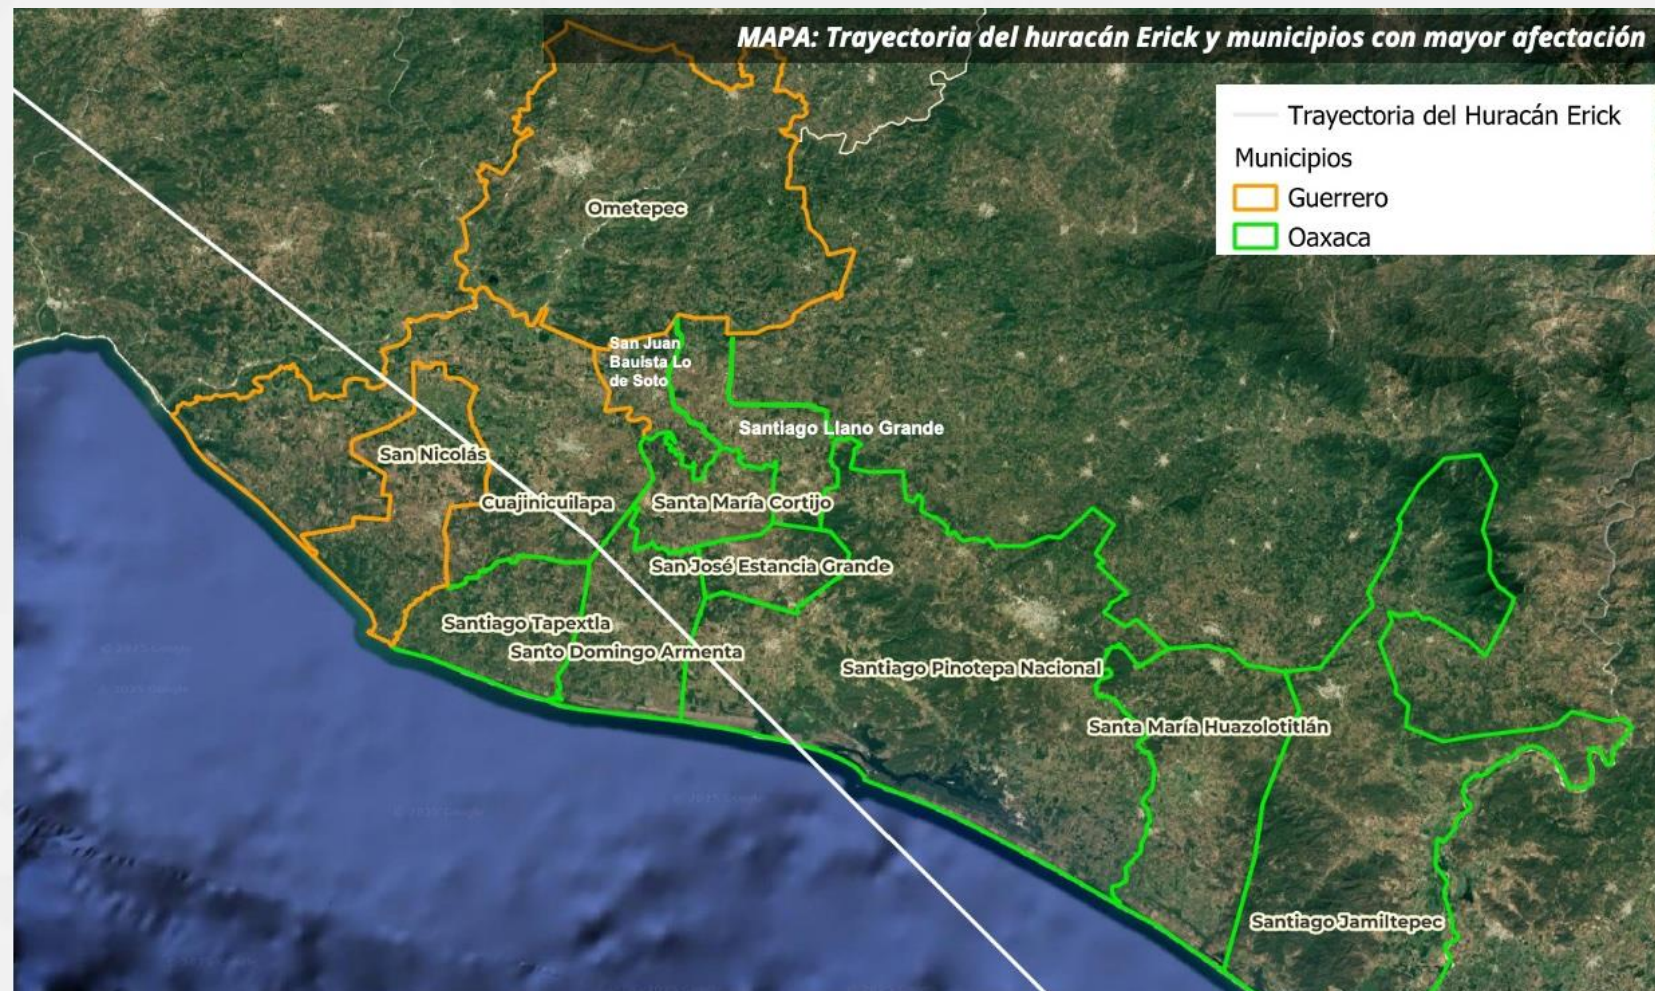 MAPA: Trayectoria del huracán Erick y municipios con mayor afectación
Trayectoria del Huracán Erick
Municipios
Guerrero
Oaxaca
Ometepec
San Juan
Bauista Lo
de Soto
Santiago Llano Grande
San Nicolás
Cuajinicuilapa
Santa María Cortijo
San José Estancia Grande
Santiago Tapextla
Santo Domingo Armenta
Santiago Pinotepa Nacional
Santa María Huazolotitlán
Santiago Jamiltepec